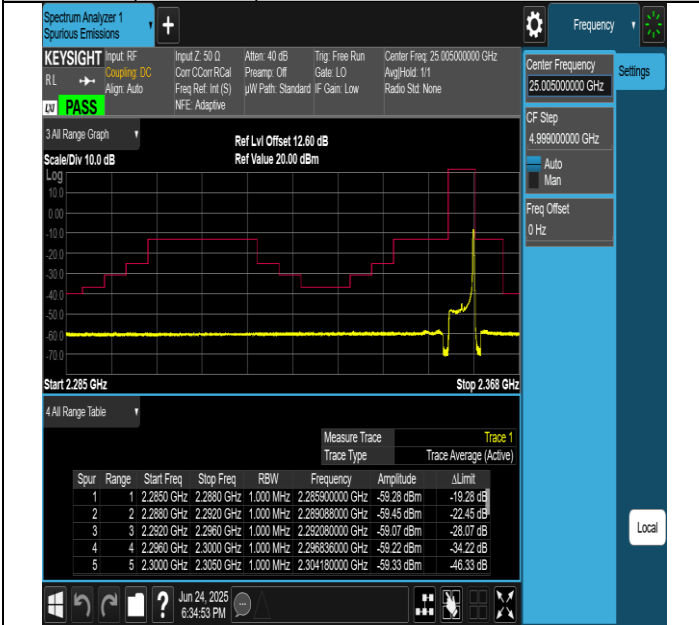 Spectrum Analyzer 1
Spurious Emissions
Frequency
KEYSIGHT
RL
LXI PASS
Input: RF
Coupling: DC
Align: Auto
Input Z: 50 Ω
Corr CCorr RCal
Freq Ref: Int (S)
NFE: Adaptive
Atten: 40 dB
Preamp: Off
µW Path: Standard
Trig: Free Run
Gate: LO
IF Gain: Low
Center Freq: 25.005000000 GHz
Avg|Hold: 1/1
Radio Std: None
Center Frequency
25.005000000 GHz
Settings
CF Step
4.999000000 GHz
Auto
Man
Freq Offset
0 Hz
3 All Range Graph
Scale/Div 10.0 dB
Ref Lvl Offset 12.60 dB
Ref Value 20.00 dBm
Log
10.0
0.00
-10.0
-20.0
-30.0
-40.0
-50.0
-60.0
-70.0
Start 2.285 GHz
Stop 2.368 GHz
4 All Range Table
Measure Trace Trace 1
Trace Type Trace Average (Active)
Spur Range Start Freq Stop Freq RBW Frequency Amplitude ΔLimit
1 1 2.2850 GHz 2.2880 GHz 1.000 MHz 2.285900000 GHz -59.28 dBm -19.28 dB
2 2 2.2880 GHz 2.2920 GHz 1.000 MHz 2.289088000 GHz -59.45 dBm -22.45 dB
3 3 2.2920 GHz 2.2960 GHz 1.000 MHz 2.292080000 GHz -59.07 dBm -28.07 dB
4 4 2.2960 GHz 2.3000 GHz 1.000 MHz 2.296836000 GHz -59.22 dBm -34.22 dB
5 5 2.3000 GHz 2.3050 GHz 1.000 MHz 2.304180000 GHz -59.33 dBm -46.33 dB
Local
Jun 24, 2025
6:34:53 PM